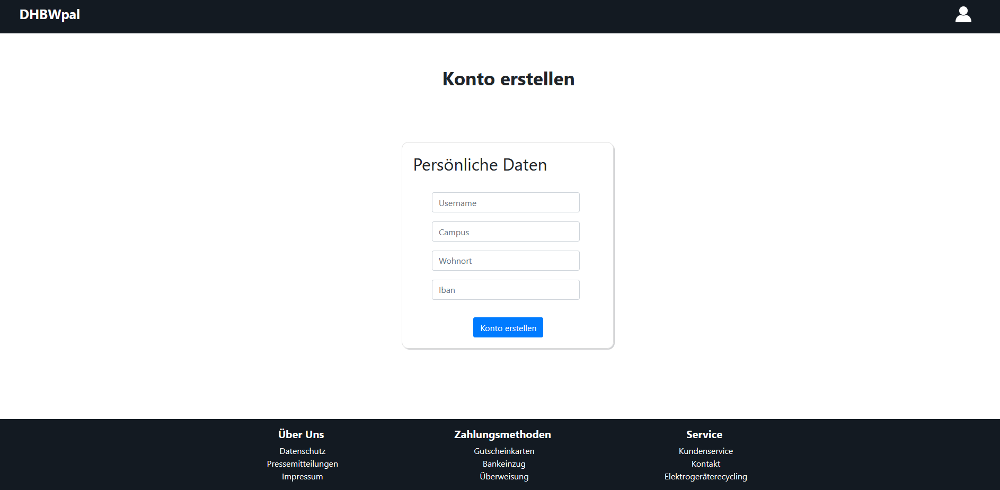 DHBWpal
Konto erstellen
Persönliche Daten
Username
Campus
Wohnort
Iban
Konto erstellen
Über Uns
Datenschutz
Pressemitteilungen
Impressum
Zahlungsmethoden
Gutscheinkarten
Bankeinzug
Überweisung
Service
Kundenservice
Kontakt
Elektrogeräterecycling